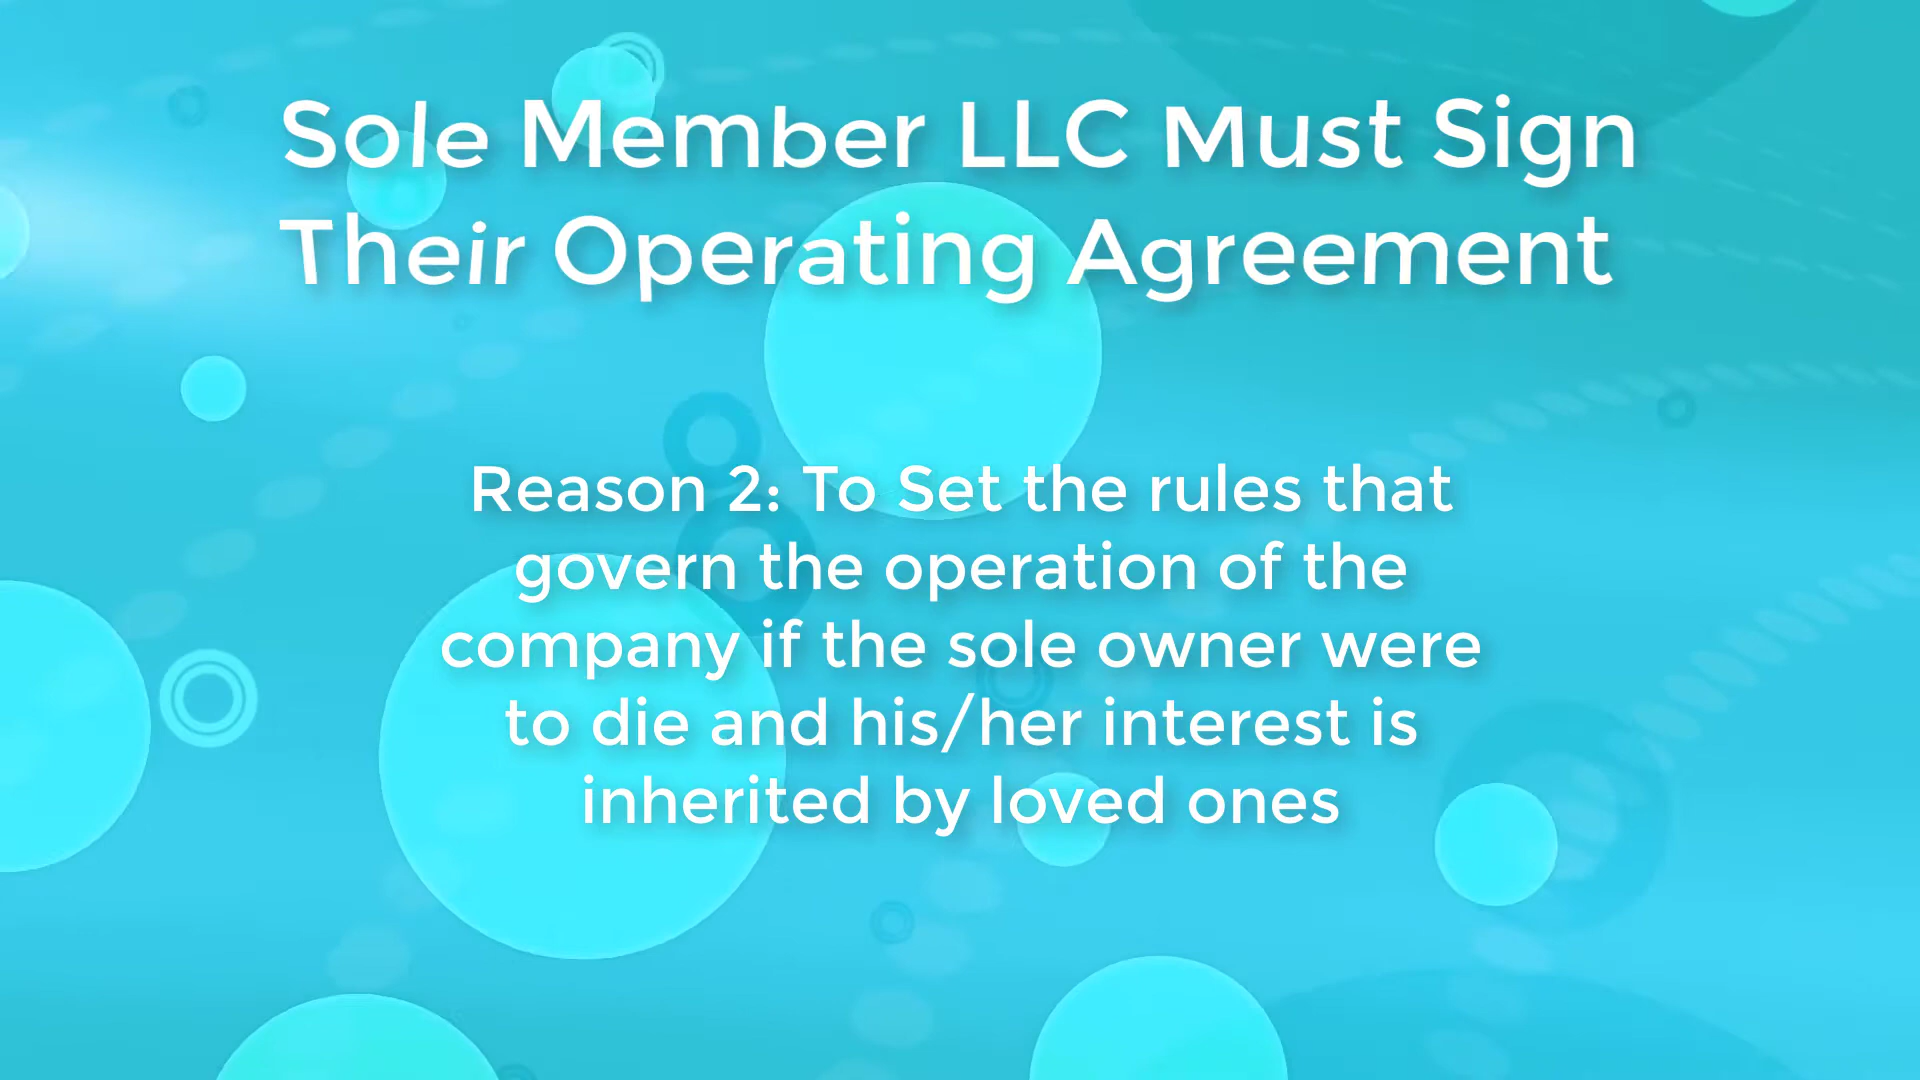 Sole Member LLC Must Sign
Their Operating Agreement
Reason 2: To Set the rules that
govern the operation of the
company if the sole owner were
to die and his/her interest is
inherited by loved ones